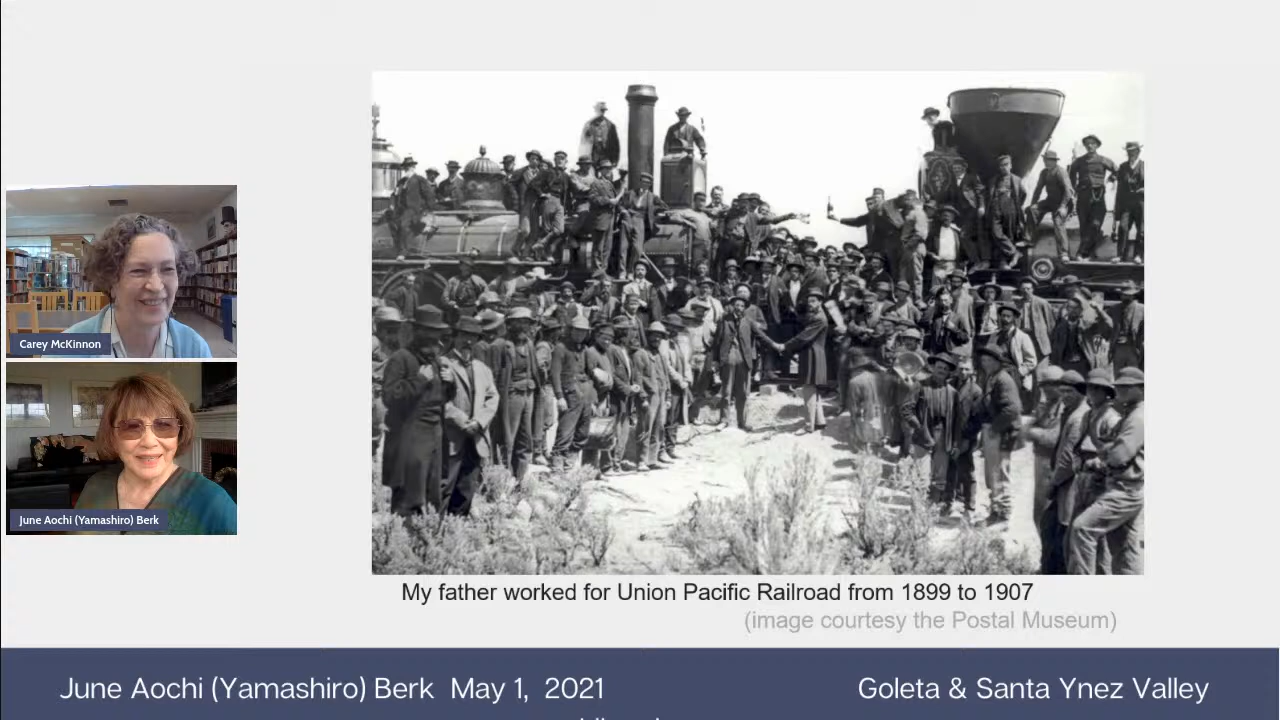 Carey McKinnon
June Aochi (Yamashiro) Berk
My father worked for Union Pacific Railroad from 1899 to 1907
(image courtesy the Postal Museum)
June Aochi (Yamashiro) Berk May 1, 2021
Goleta & Santa Ynez Valley